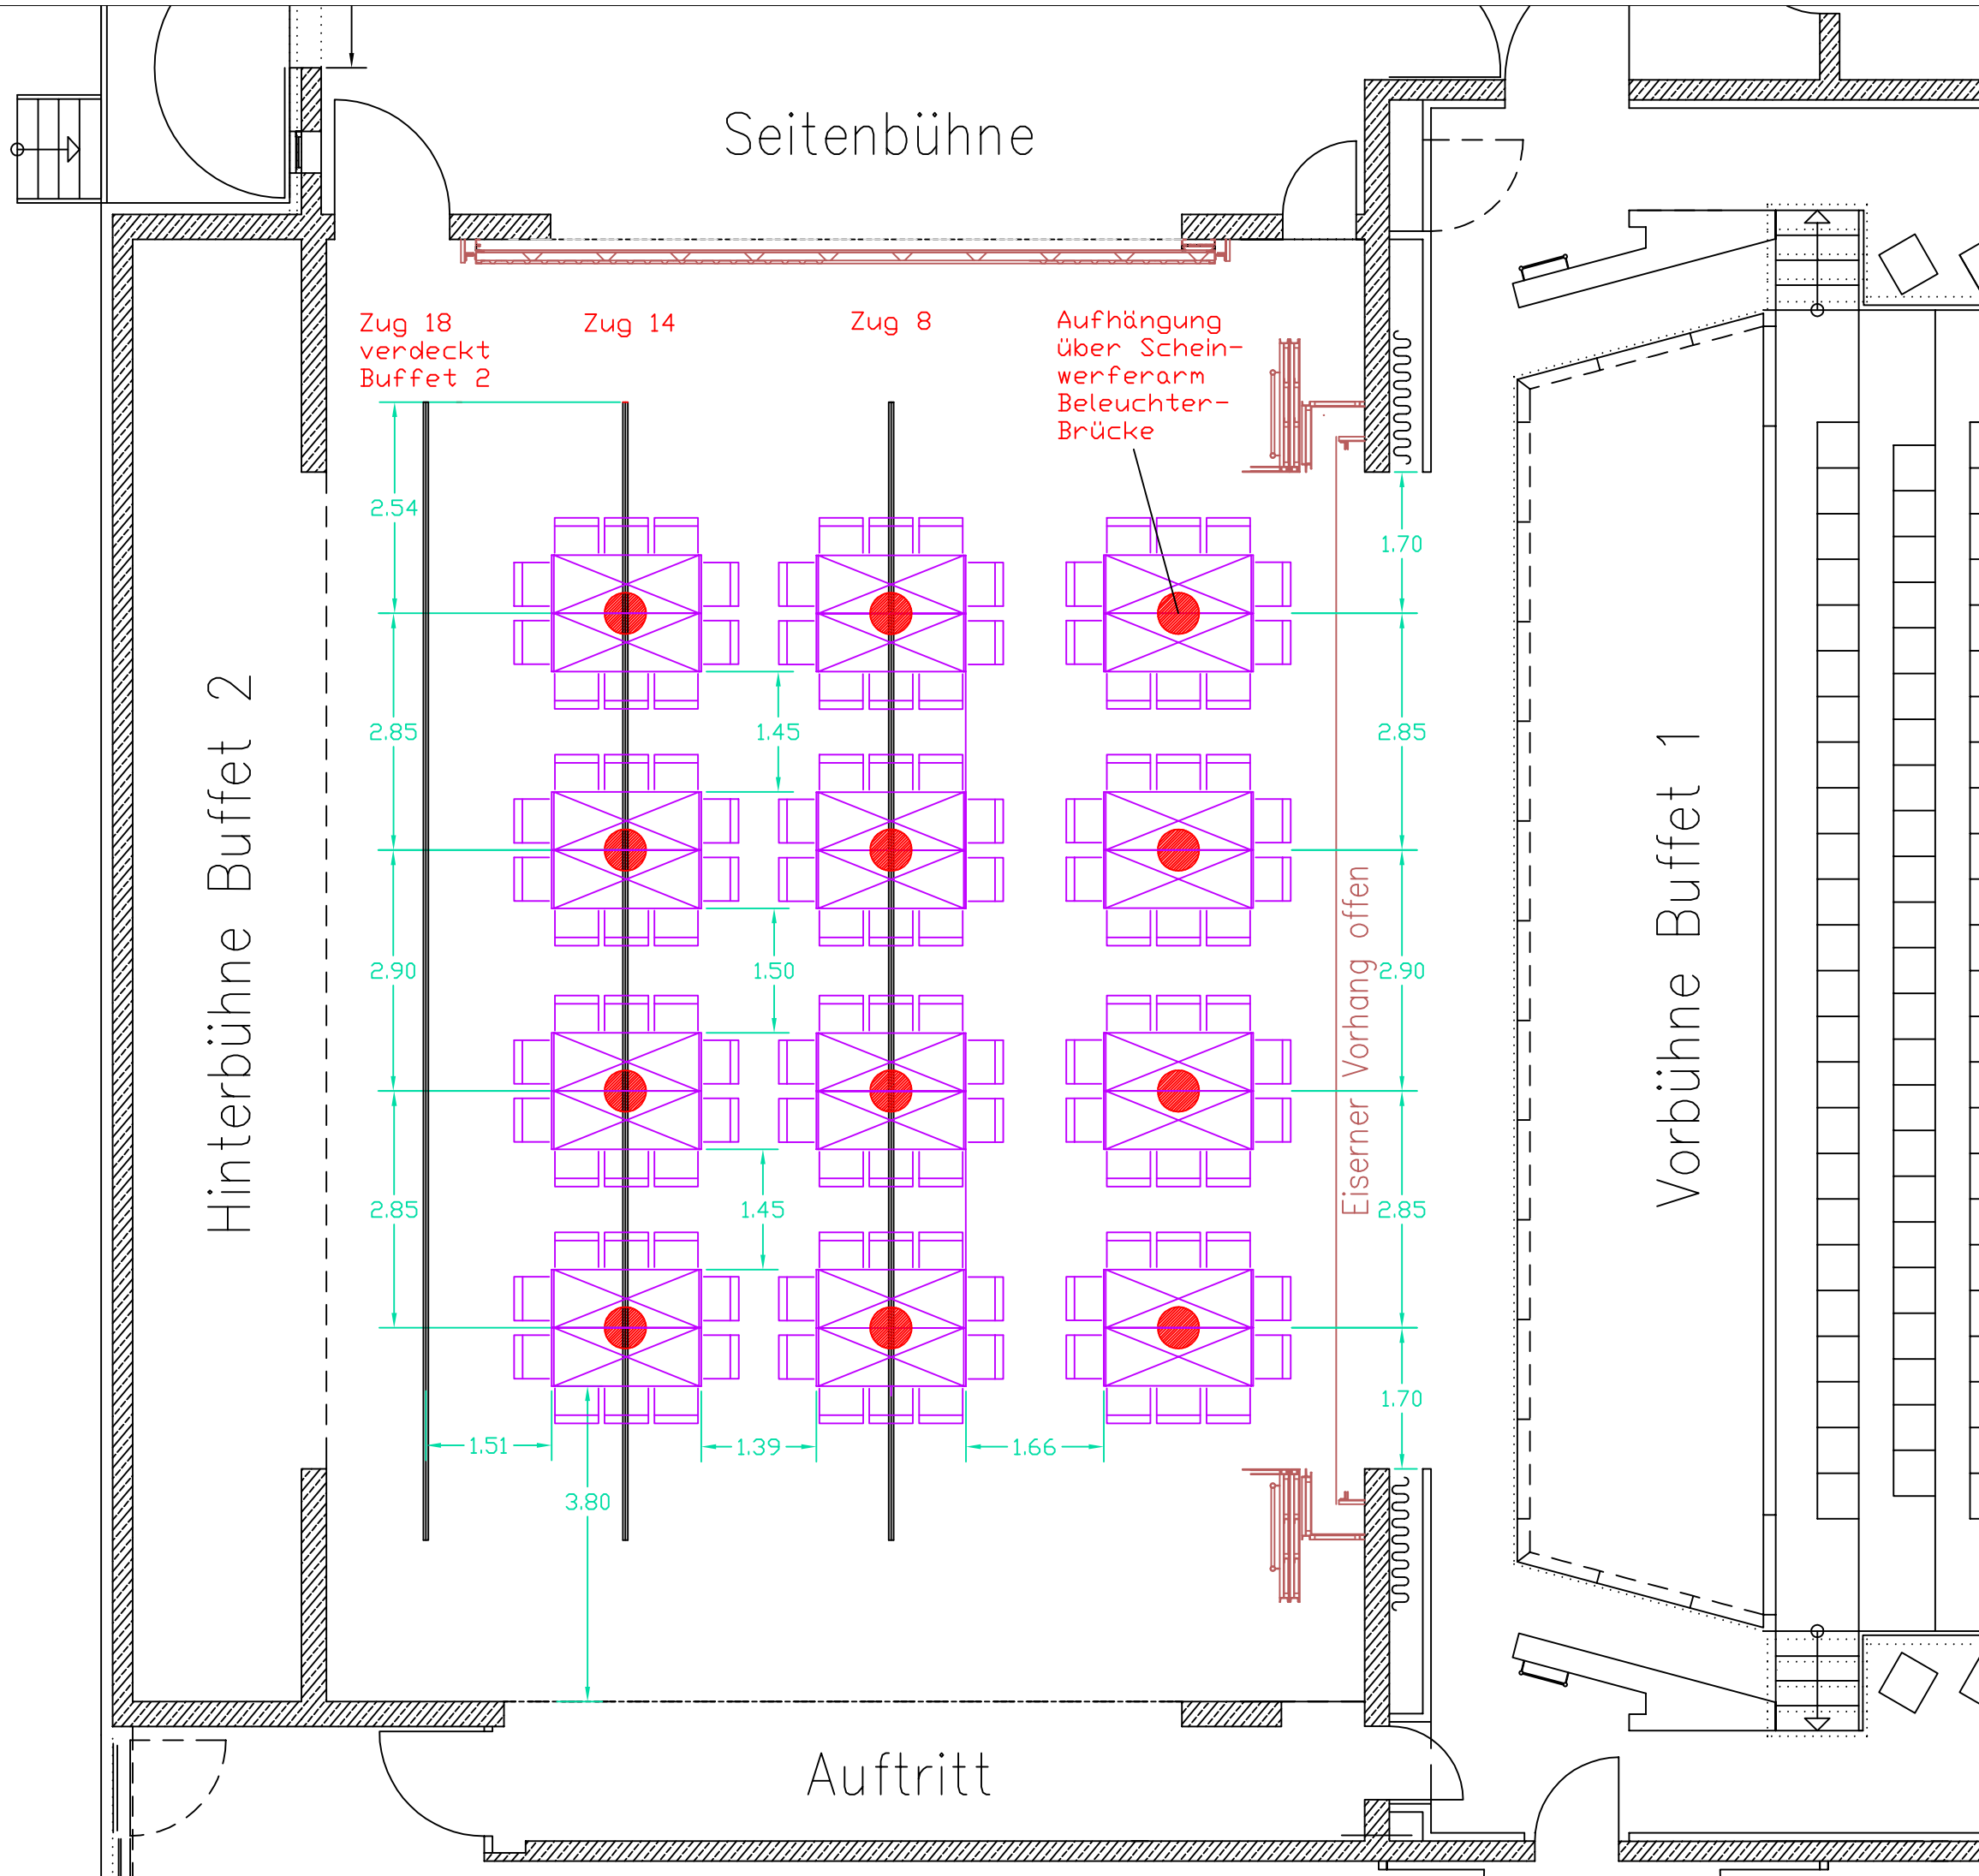 Seitenbühne
Zug 18
verdeckt
Buffet 2
Zug 14
Zug 8
Aufhängung
über Schein-
werferarm
Beleuchter-
Brücke
2.54
1.70
2.85
1.45
2.85
Hinterbühne Buffet 2
Vorbühne Buffet 1
Eiserner Vorhang offen
2.90
1.50
2.90
2.85
1.45
2.85
1.70
1.51
1.39
1.66
3.80
Auftritt